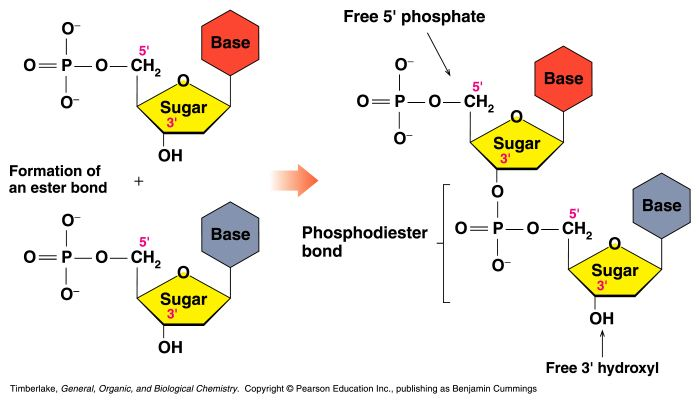 Free 5' phosphate
O⁻
O=P—O—CH₂
O⁻
5'
O
Base
Sugar
3'
OH
Formation of
an ester bond
+
O⁻
O=P—O—CH₂
O⁻
5'
O
Base
Sugar
3'
OH
O⁻
O=P—O—CH₂
O⁻
5'
O
Base
Sugar
3'
O
Phosphodiester
bond
O=P—O—CH₂
O⁻
5'
O
Base
Sugar
3'
OH
Free 3' hydroxyl
Timberlake, General, Organic, and Biological Chemistry. Copyright © Pearson Education Inc., publishing as Benjamin Cummings